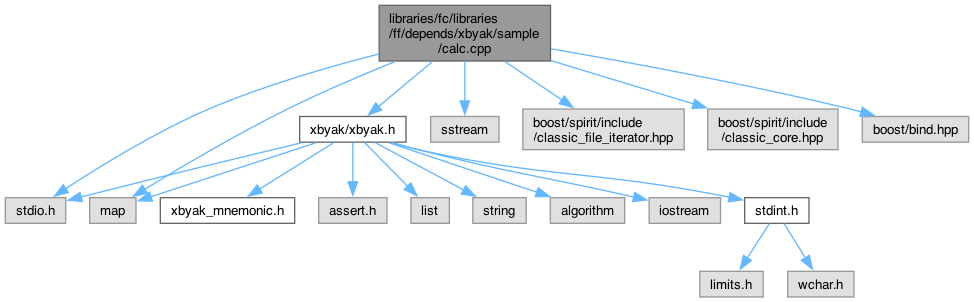 libraries/fc/libraries
/ff/depends/xbyak/sample
/calc.cpp
xbyak/xbyak.h
sstream
boost/spirit/include
/classic_file_iterator.hpp
boost/spirit/include
/classic_core.hpp
boost/bind.hpp
stdio.h
map
xbyak_mnemonic.h
assert.h
list
string
algorithm
iostream
stdint.h
limits.h
wchar.h